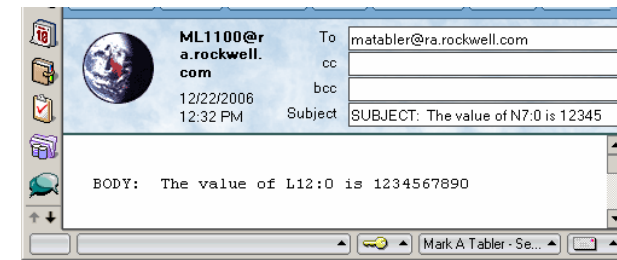 18
ML1100@r
a.rockwell.
com
12/22/2006
12:32 PM
To matabler@ra.rockwell.com
cc
bcc
Subject SUBJECT: The value of N7:0 is 12345
BODY: The value of L12:0 is 1234567890
Mark A Tabler - Se...